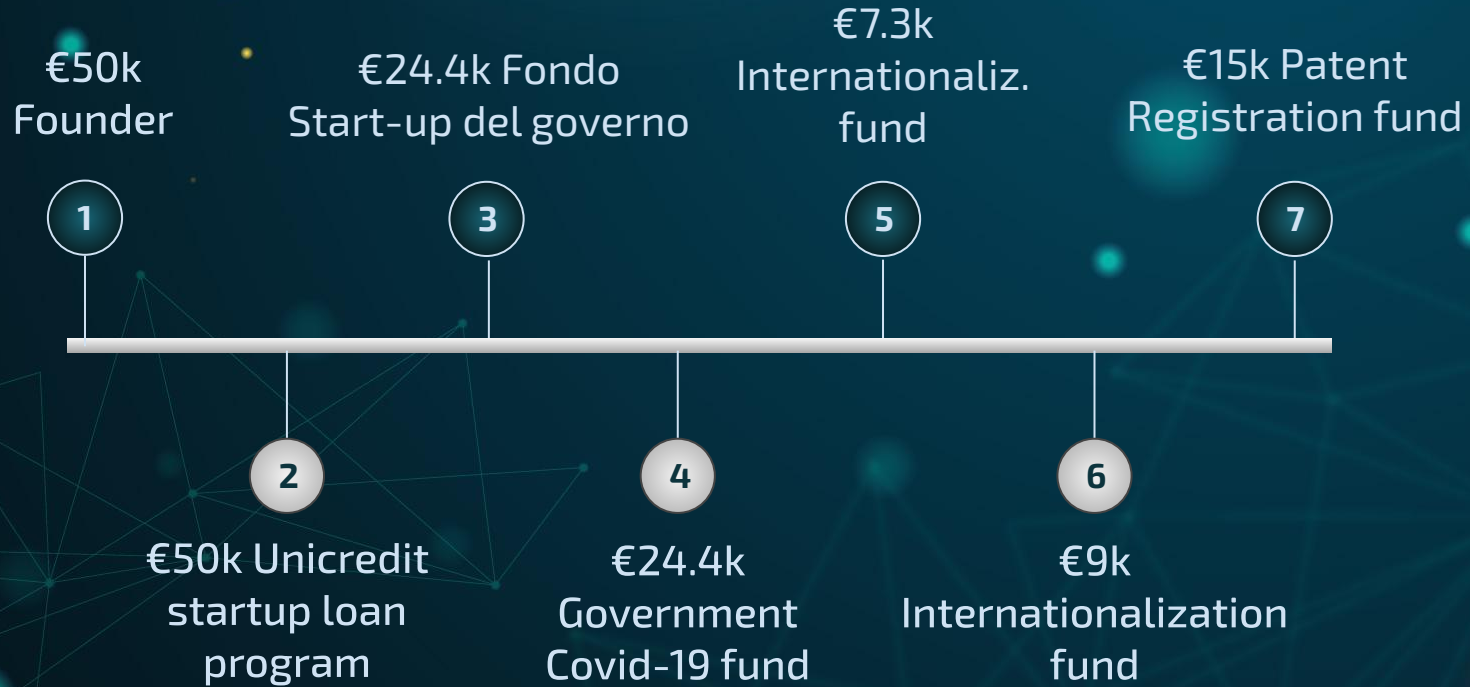 €50k
Founder
1
€50k Unicredit
startup loan
program
2
€24.4k Fondo
Start-up del governo
3
€24.4k
Government
Covid-19 fund
4
€7.3k
Internationaliz.
fund
5
€9k
Internationalization
fund
6
€15k Patent
Registration fund
7